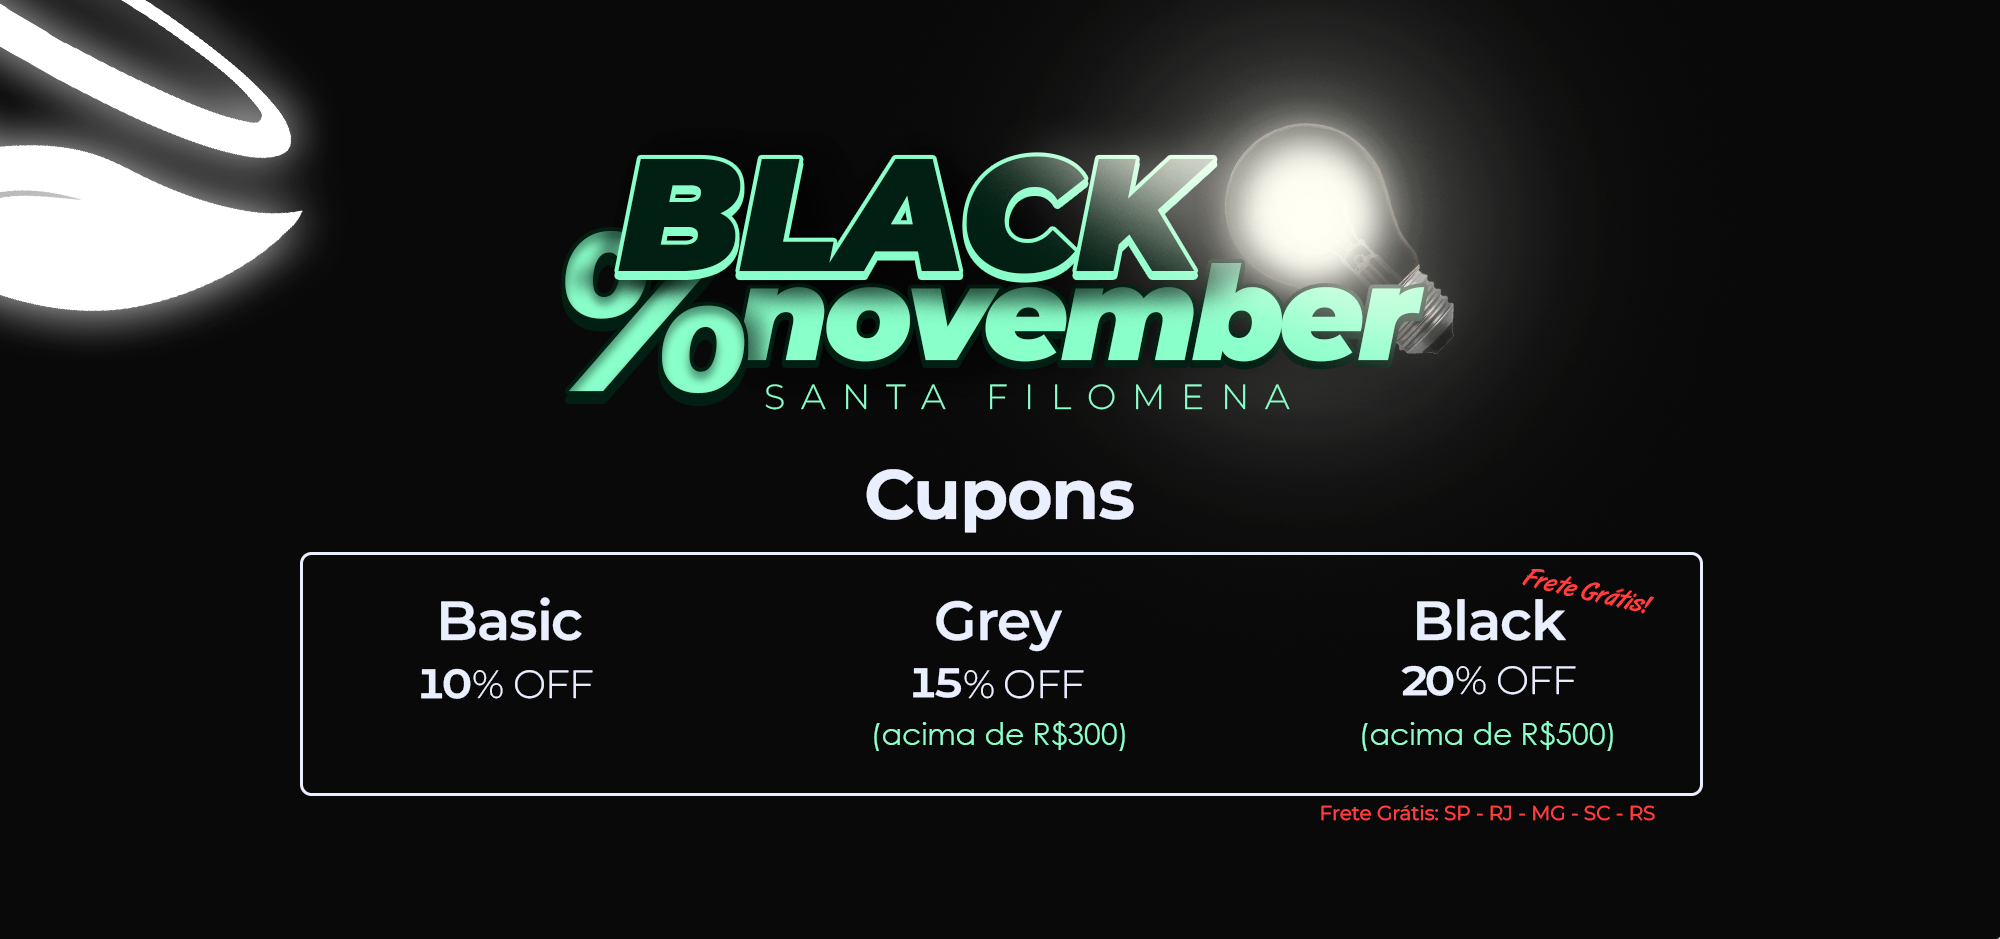 BLACK
% november
SANTA FILOMENA
Cupons
Basic
10% OFF
Grey
15% OFF
(acima de R$300)
Frete Grátis!
Black
20% OFF
(acima de R$500)
Frete Grátis: SP - RJ - MG - SC - RS